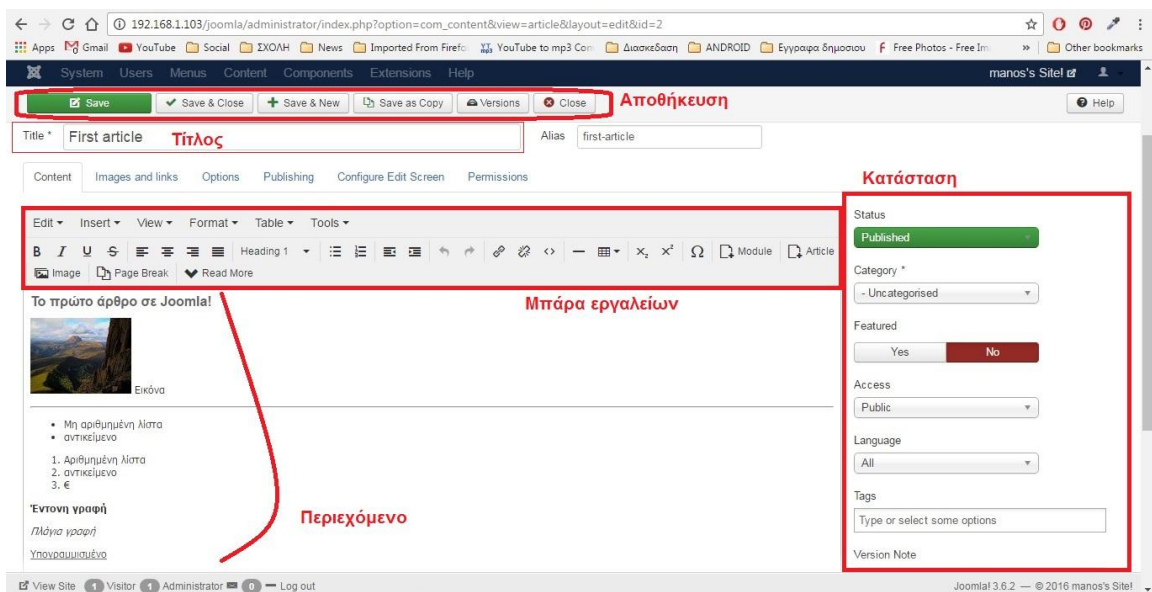 192.168.1.103/joomla/administrator/index.php?option=com_content&view=article&layout=edit&id=2
Apps Gmail YouTube Social ΣΧΟΛΗ News Imported From Firefo YouTube to mp3 Con Διασκεδαση ANDROID Εγγραφα δημοσιου Free Photos - Free Im » Other bookmarks
System Users Menus Content Components Extensions Help manos's Site!
Save Save & Close Save & New Save as Copy Versions Close Αποθήκευση Help
Title * First article Τίτλος Alias first-article
Content Images and links Options Publishing Configure Edit Screen Permissions
Κατάσταση
Edit Insert View Format Table Tools
B I U S Heading 1 x₂ x² Ω Module Article
Image Page Break Read More
Μπάρα εργαλείων
Το πρώτο άρθρο σε Joomla!
Εικόνα
Μη αριθμημένη λίστα
αντικείμενο
1. Αριθμημένη λίστα
2. αντικείμενο
3. €
Έντονη γραφή
Πλάγια γραφή
Υπογραμμισμένο
Περιεχόμενο
Status
Published
Category *
- Uncategorised
Featured
Yes No
Access
Public
Language
All
Tags
Type or select some options
Version Note
View Site 1 Visitor 1 Administrator 0 Log out Joomla! 3.6.2 — © 2016 manos's Site!